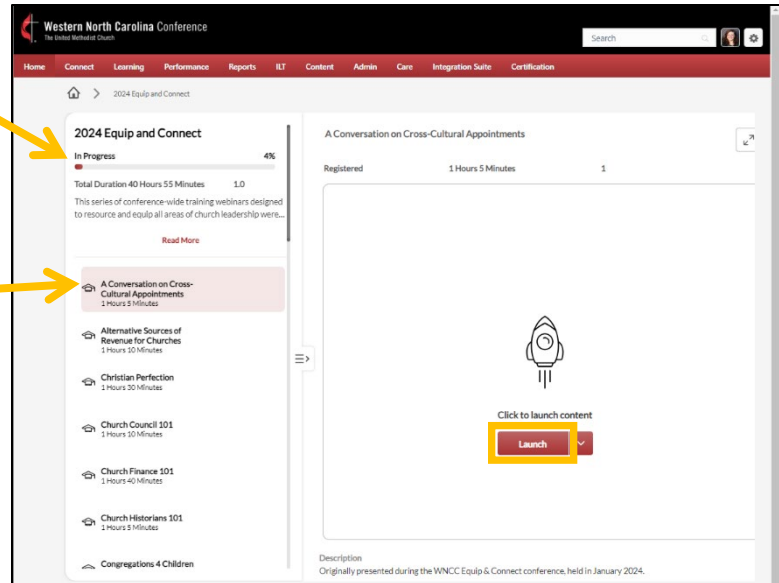 Western North Carolina Conference
The United Methodist Church
Search
Home Connect Learning Performance Reports ILT Content Admin Care Integration Suite Certification
> 2024 Equip and Connect
2024 Equip and Connect
In Progress 4%
Total Duration 40 Hours 55 Minutes 1.0
This series of conference-wide training webinars designed
to resource and equip all areas of church leadership were...
Read More
A Conversation on Cross-
Cultural Appointments
1 Hours 5 Minutes
Alternative Sources of
Revenue for Churches
1 Hours 10 Minutes
Christian Perfection
1 Hours 30 Minutes
Church Council 101
1 Hours 10 Minutes
Church Finance 101
1 Hours 40 Minutes
Church Historians 101
1 Hours 5 Minutes
Congregations 4 Children
A Conversation on Cross-Cultural Appointments
Registered 1 Hours 5 Minutes 1
Click to launch content
Launch
Description
Originally presented during the WNCC Equip & Connect conference, held in January 2024.